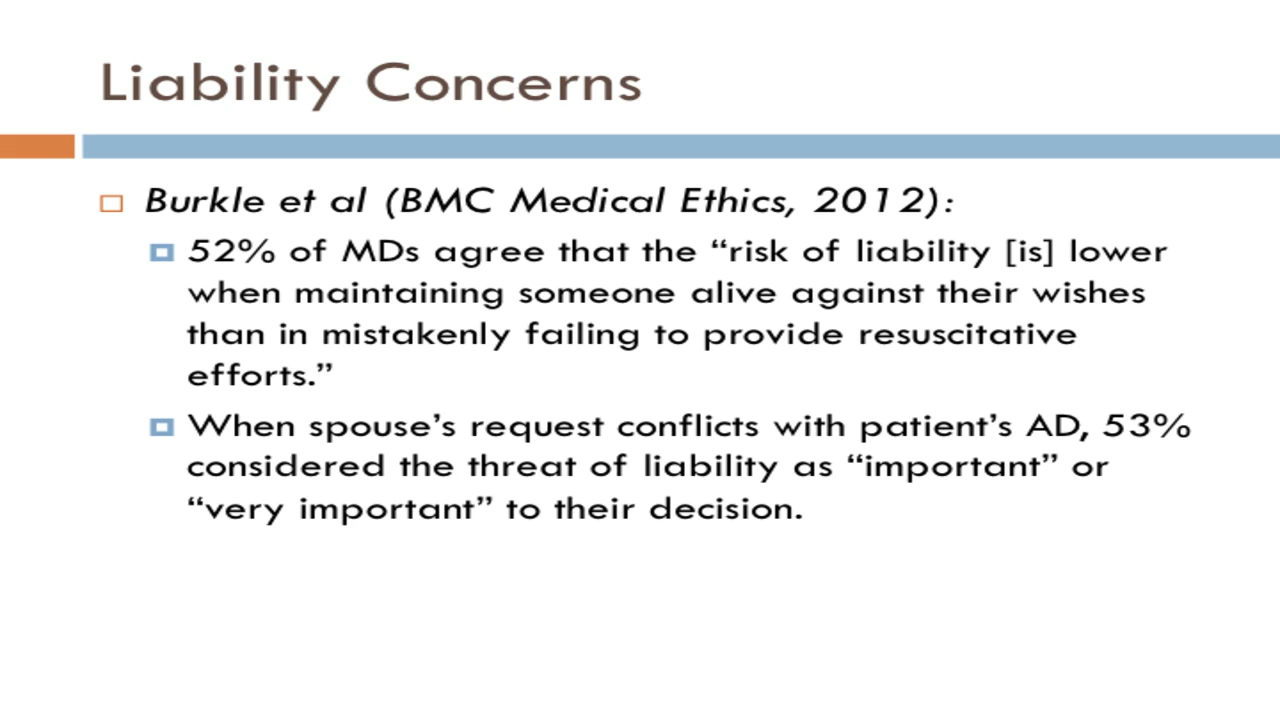 Liability Concerns
Burkle et al (BMC Medical Ethics, 2012):
52% of MDs agree that the “risk of liability [is] lower
when maintaining someone alive against their wishes
than in mistakenly failing to provide resuscitative
efforts.”
When spouse’s request conflicts with patient’s AD, 53%
considered the threat of liability as “important” or
“very important” to their decision.